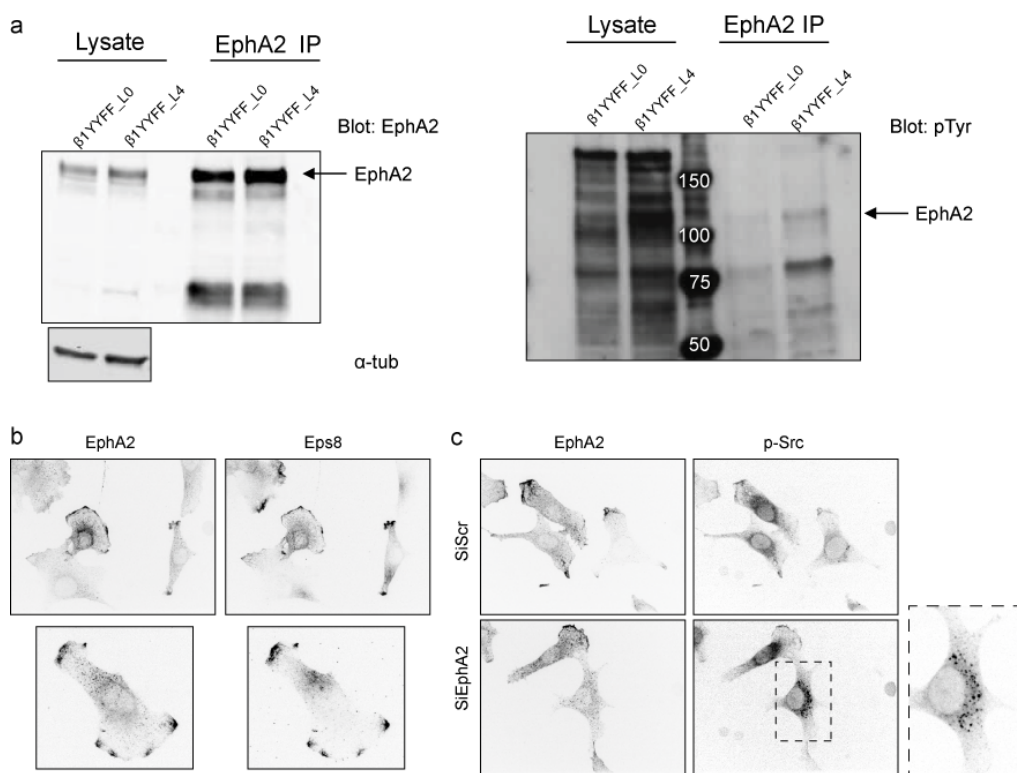 a
Lysate
EphA2 IP
β1YYFF_L0
β1YYFF_L4
β1YYFF_L0
β1YYFF_L4
Blot: EphA2
EphA2
α-tub
Lysate
EphA2 IP
β1YYFF_L0
β1YYFF_L4
β1YYFF_L0
β1YYFF_L4
Blot: pTyr
150
EphA2
100
75
50
b
EphA2
Eps8
c
EphA2
p-Src
SiScr
SiEphA2